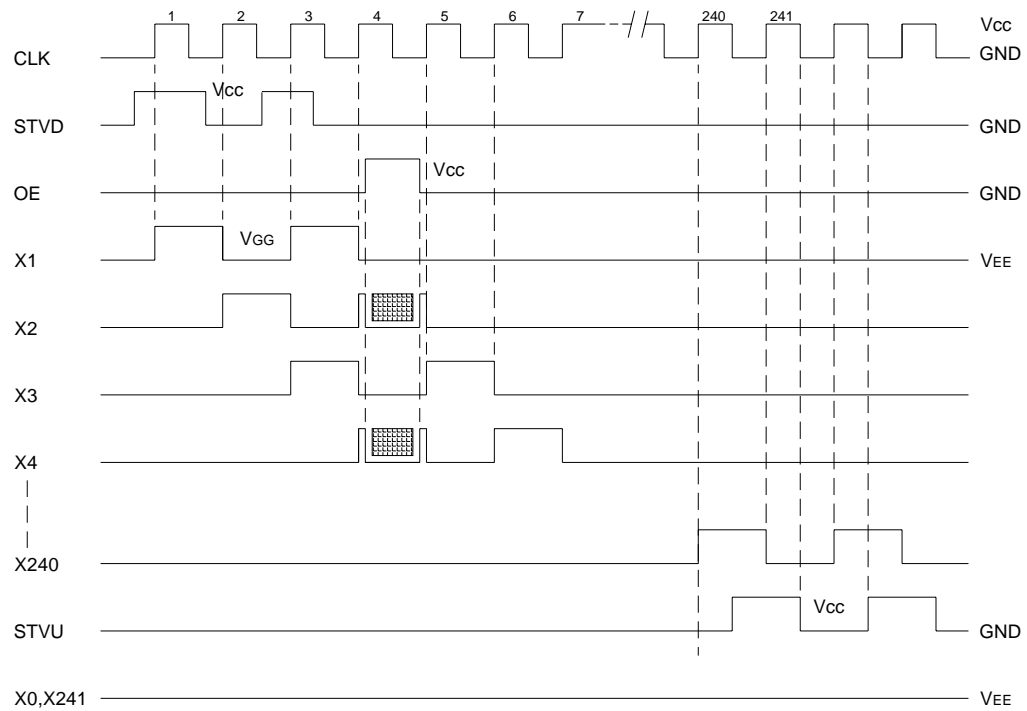 1 2 3 4 5 6 7 240 241
Vcc
CLK
GND
Vcc
STVD
GND
Vcc
OE
GND
VGG
X1
VEE
X2
X3
X4
X240
Vcc
STVU
GND
X0,X241
VEE